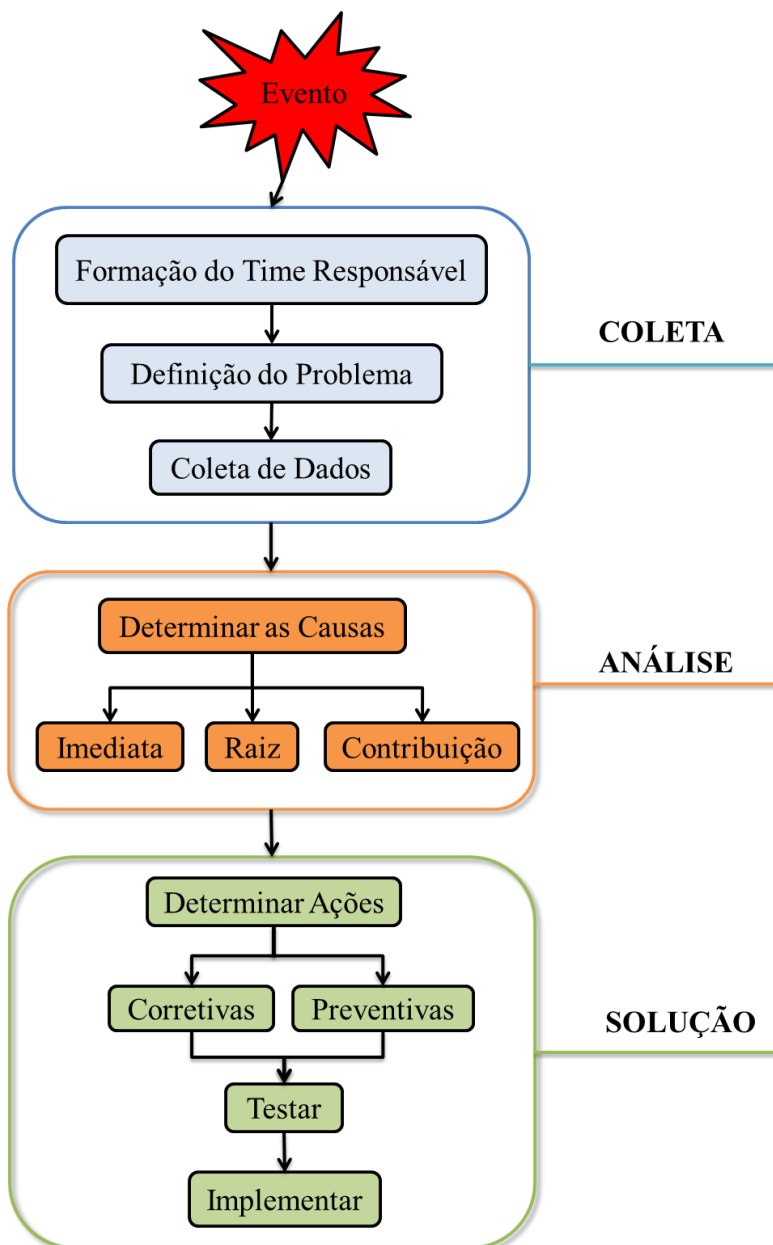 Evento
Formação do Time Responsável
Definição do Problema
COLETA
Coleta de Dados
Determinar as Causas
ANÁLISE
Imediata
Raiz
Contribuição
Determinar Ações
Corretivas
Preventivas
SOLUÇÃO
Testar
Implementar